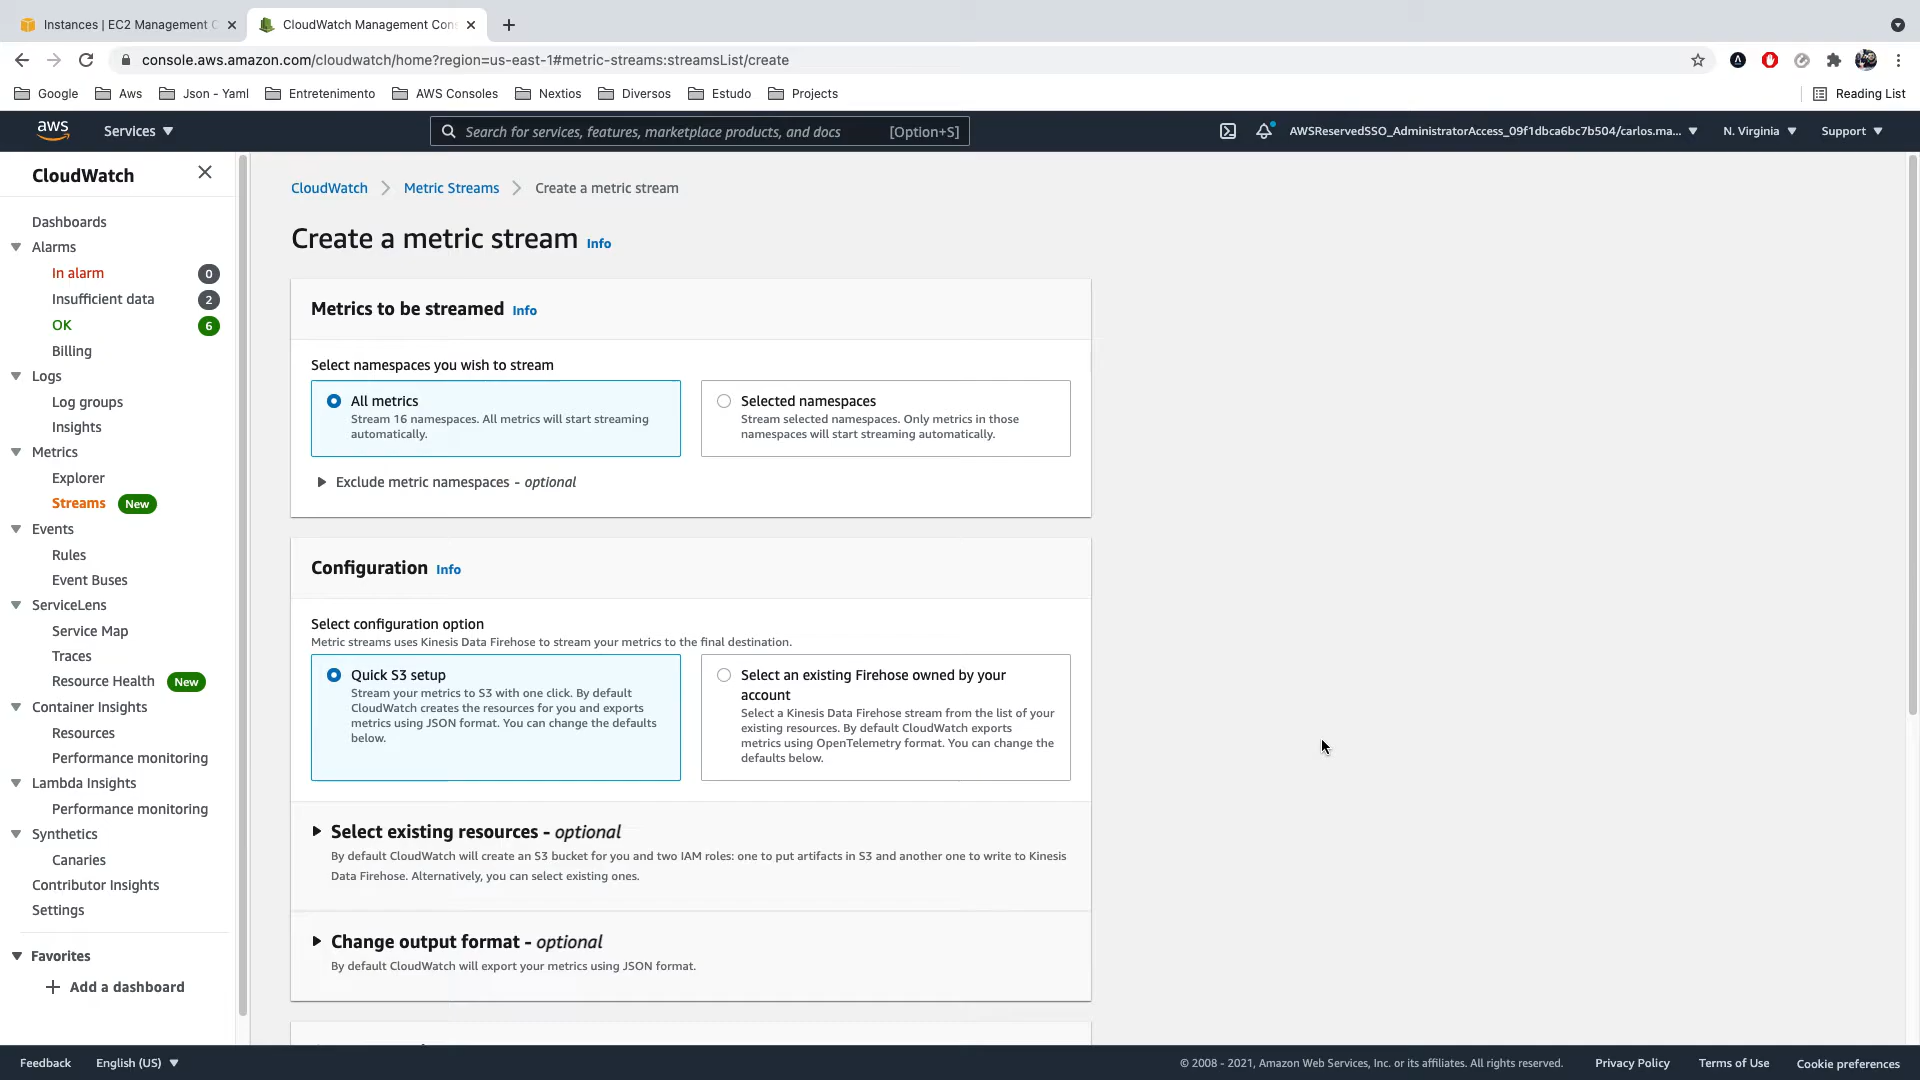 Instances | EC2 Management C
CloudWatch Management Con
console.aws.amazon.com/cloudwatch/home?region=us-east-1#metric-streams:streamsList/create
Google
Aws
Json - Yaml
Entretenimento
AWS Consoles
Nextios
Diversos
Estudo
Projects
Reading List
aws
Services
Search for services, features, marketplace products, and docs
[Option+S]
AWSReservedSSO_AdministratorAccess_09f1dbca6bc7b504/carlos.ma...
N. Virginia
Support
CloudWatch
Dashboards
Alarms
In alarm
0
Insufficient data
2
OK
6
Billing
Logs
Log groups
Insights
Metrics
Explorer
Streams
New
Events
Rules
Event Buses
ServiceLens
Service Map
Traces
Resource Health
New
Container Insights
Resources
Performance monitoring
Lambda Insights
Performance monitoring
Synthetics
Canaries
Contributor Insights
Settings
Favorites
Add a dashboard
CloudWatch
Metric Streams
Create a metric stream
Create a metric stream Info
Metrics to be streamed Info
Select namespaces you wish to stream
All metrics
Stream 16 namespaces. All metrics will start streaming
automatically.
Selected namespaces
Stream selected namespaces. Only metrics in those
namespaces will start streaming automatically.
Exclude metric namespaces - optional
Configuration Info
Select configuration option
Metric streams uses Kinesis Data Firehose to stream your metrics to the final destination.
Quick S3 setup
Stream your metrics to S3 with one click. By default
CloudWatch creates the resources for you and exports
metrics using JSON format. You can change the defaults
below.
Select an existing Firehose owned by your
account
Select a Kinesis Data Firehose stream from the list of your
existing resources. By default CloudWatch exports
metrics using OpenTelemetry format. You can change the
defaults below.
Select existing resources - optional
By default CloudWatch will create an S3 bucket for you and two IAM roles: one to put artifacts in S3 and another one to write to Kinesis
Data Firehose. Alternatively, you can select existing ones.
Change output format - optional
By default CloudWatch will export your metrics using JSON format.
Feedback
English (US)
© 2008 - 2021, Amazon Web Services, Inc. or its affiliates. All rights reserved.
Privacy Policy
Terms of Use
Cookie preferences